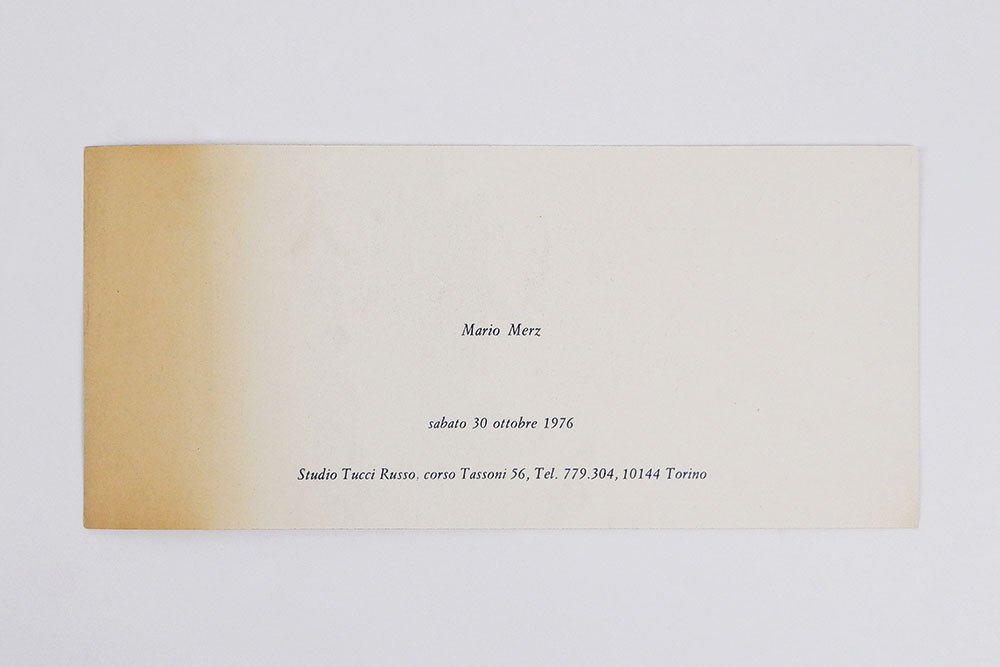 Mario Merz
sabato 30 ottobre 1976
Studio Tucci Russo, corso Tassoni 56, Tel. 779.304, 10144 Torino